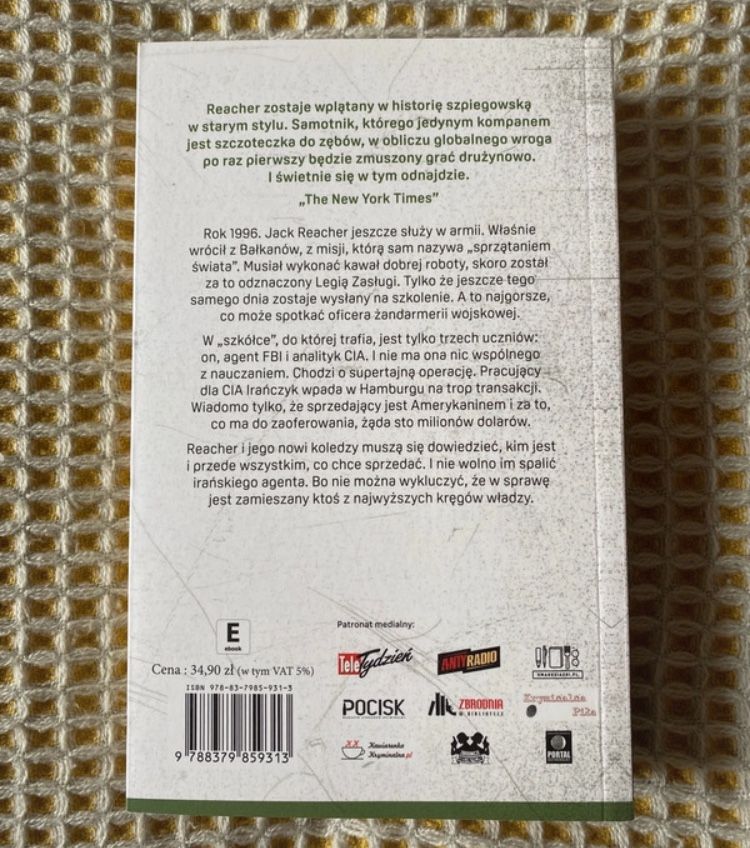 Reacher zostaje wplątany w historię szpiegowską
w starym stylu. Samotnik, którego jedynym kompanem
jest szczoteczka do zębów, w obliczu globalnego wroga
po raz pierwszy będzie zmuszony grać drużynowo.
I świetnie się w tym odnajdzie.
„The New York Times”
Rok 1996. Jack Reacher jeszcze służy w armii. Właśnie
wrócił z Bałkanów, z misji, którą sam nazywa „sprzątaniem
świata”. Musiał wykonać kawał dobrej roboty, skoro został
za to odznaczony Legią Zasługi. Tylko że jeszcze tego
samego dnia zostaje wysłany na szkolenie. A to najgorsze,
co może spotkać oficera żandarmerii wojskowej.
W „szkółce”, do której trafia, jest tylko trzech uczniów:
on, agent FBI i analityk CIA. I nie ma ona nic wspólnego
z nauczaniem. Chodzi o supertajną operację. Pracujący
dla CIA Irańczyk wpada w Hamburgu na trop transakcji.
Wiadomo tylko, że sprzedający jest Amerykaninem i za to,
co ma do zaoferowania, żąda sto milionów dolarów.
Reacher i jego nowi koledzy muszą się dowiedzieć, kim jest
i przede wszystkim, co chce sprzedać. I nie wolno im spalić
irańskiego agenta. Bo nie można wykluczyć, że w sprawę
jest zamieszany ktoś z najwyższych kręgów władzy.
E
ebook
Patronat medialny:
Cena : 34,90 zł (w tym VAT 5%)
ISBN 978-83-7985-931-3
9 788379 859313
Tele Tydzień
ANTYRADIO
SMAKKSIAZKI.PL
POCISK
ZBRODNIA
W BIBLIOTECE
Kryminalna
Piła
Kawiarenka
Kryminalna.pl
PORTAL